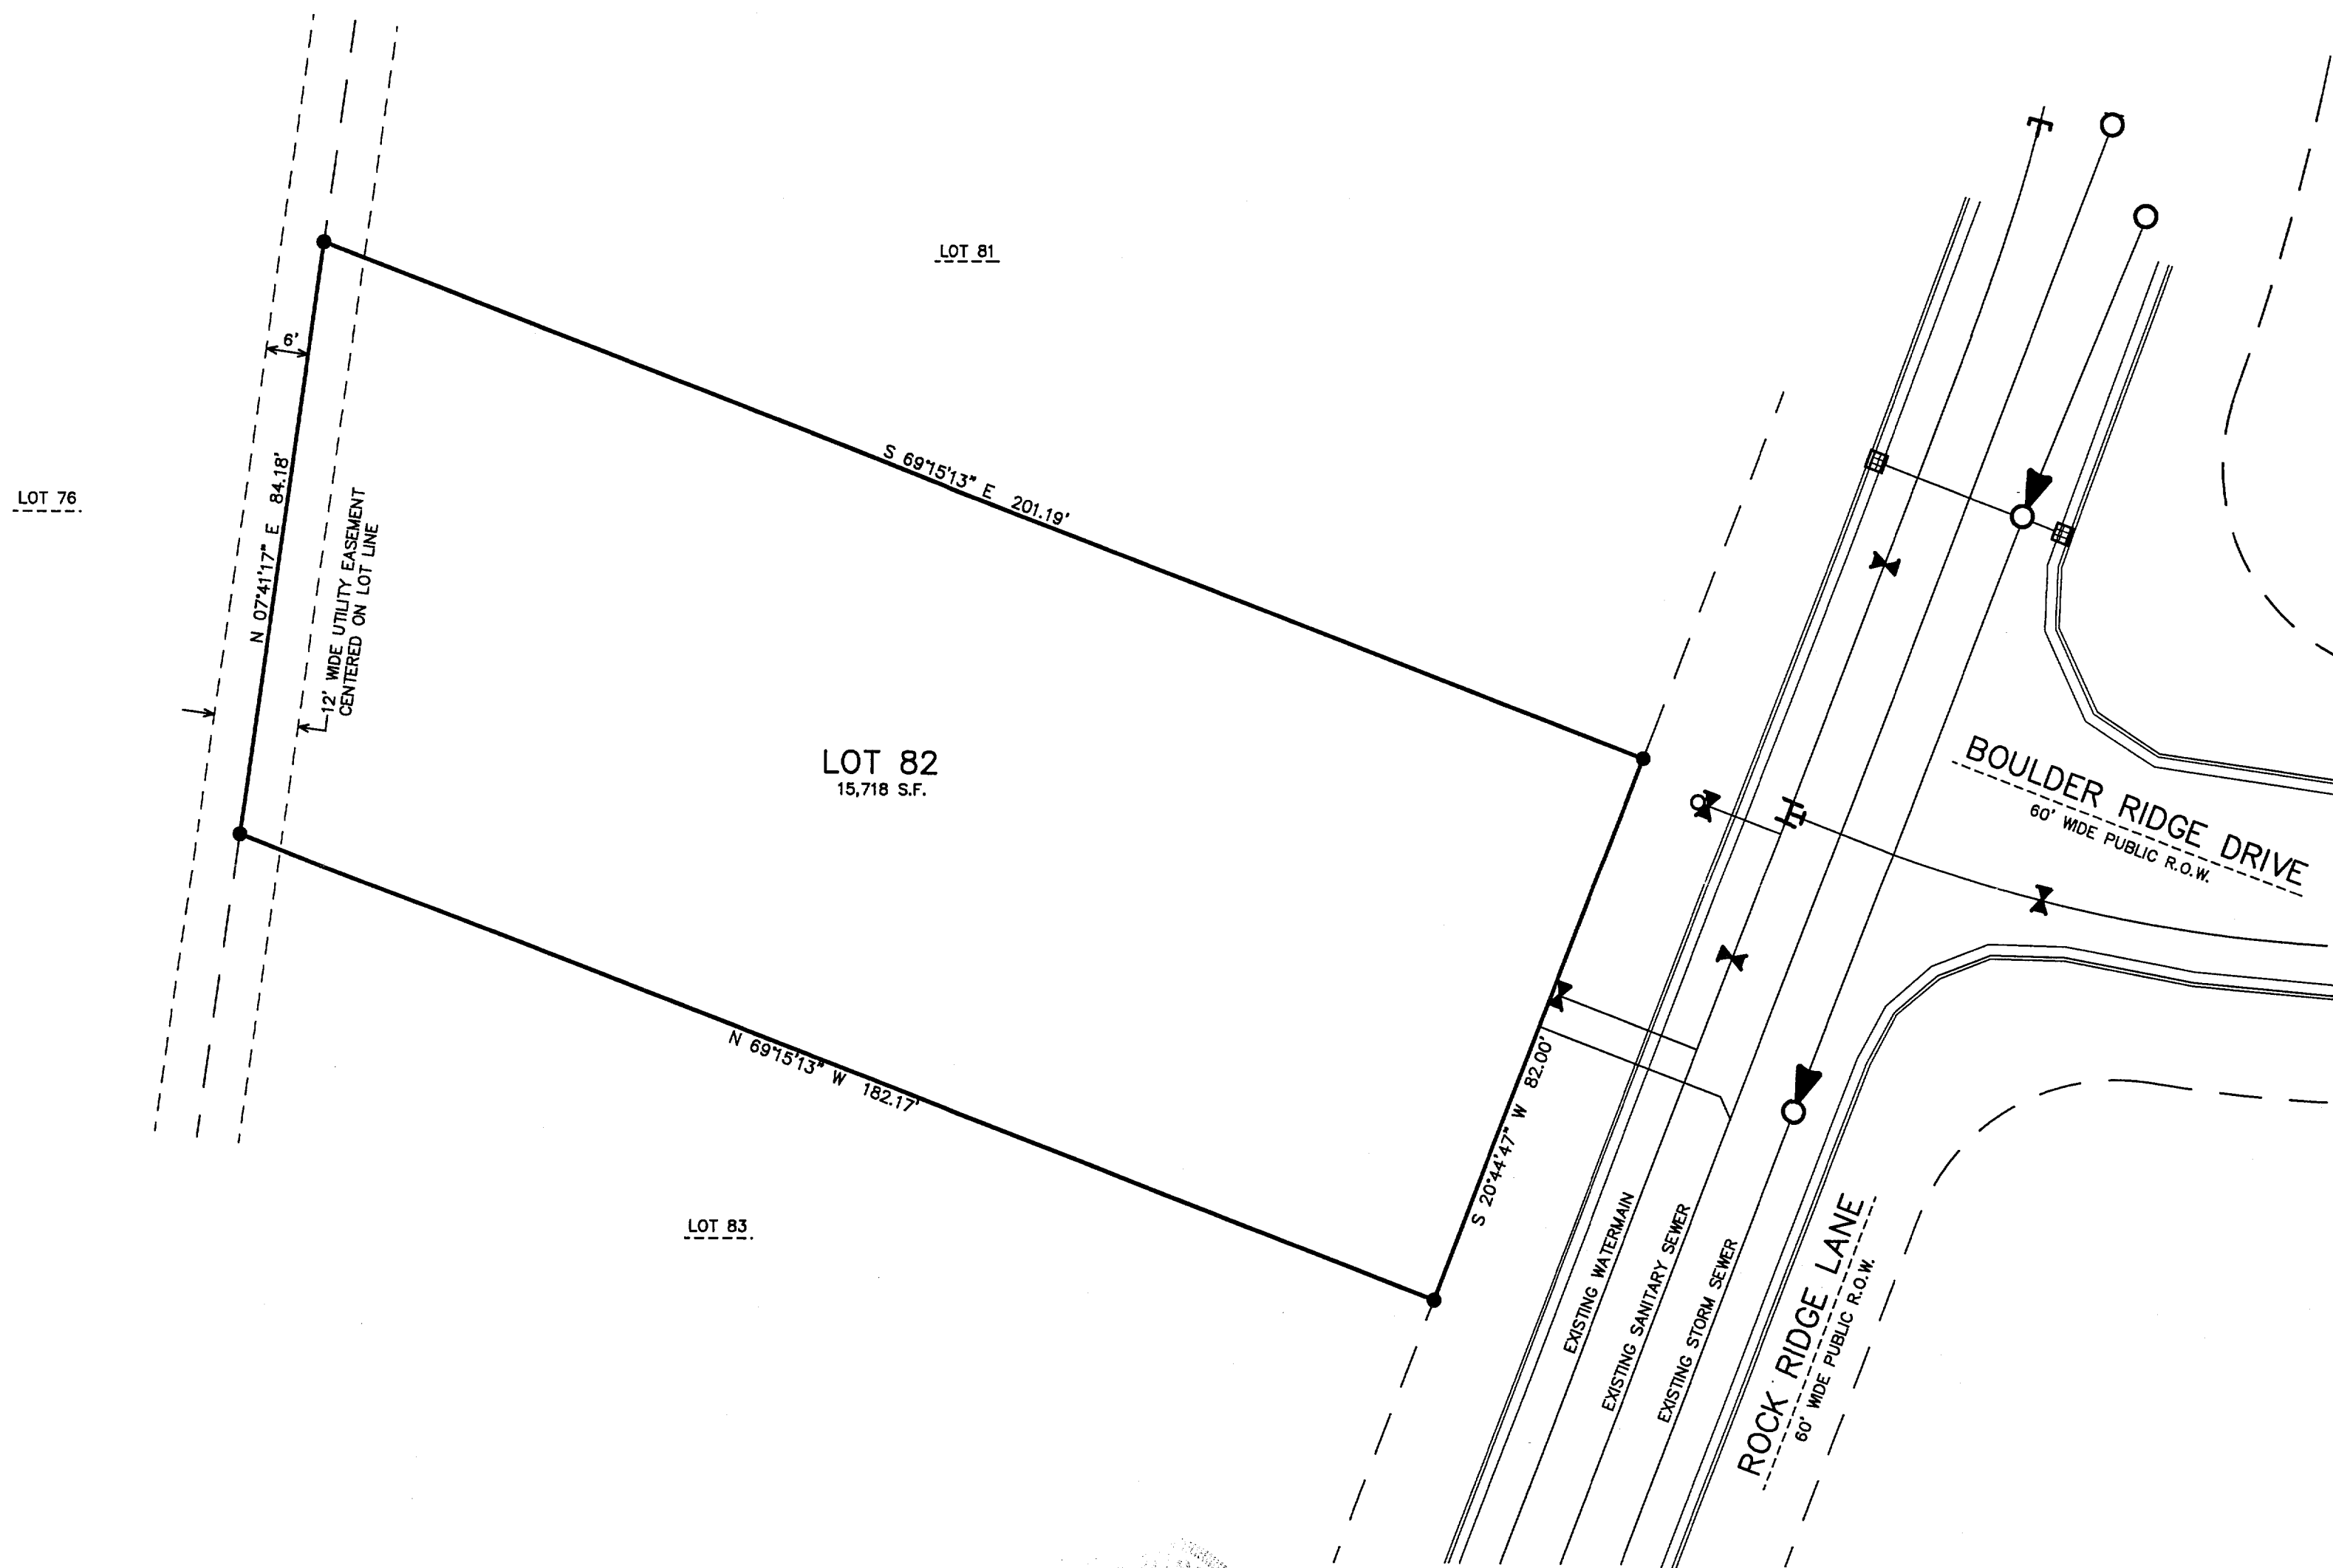 LOT 81
6'
S 69°15'13" E 201.19'
N 07°41'17" E 84.18'
LOT 76
12' WIDE UTILITY EASEMENT
CENTERED ON LOT LINE
LOT 82
15,718 S.F.
BOULDER RIDGE DRIVE
60' WIDE PUBLIC R.O.W.
N 69°15'13" W 182.17'
S 20°44'47" W 82.00'
LOT 83
EXISTING WATERMAIN
EXISTING SANITARY SEWER
EXISTING STORM SEWER
ROCK RIDGE LANE
60' WIDE PUBLIC R.O.W.